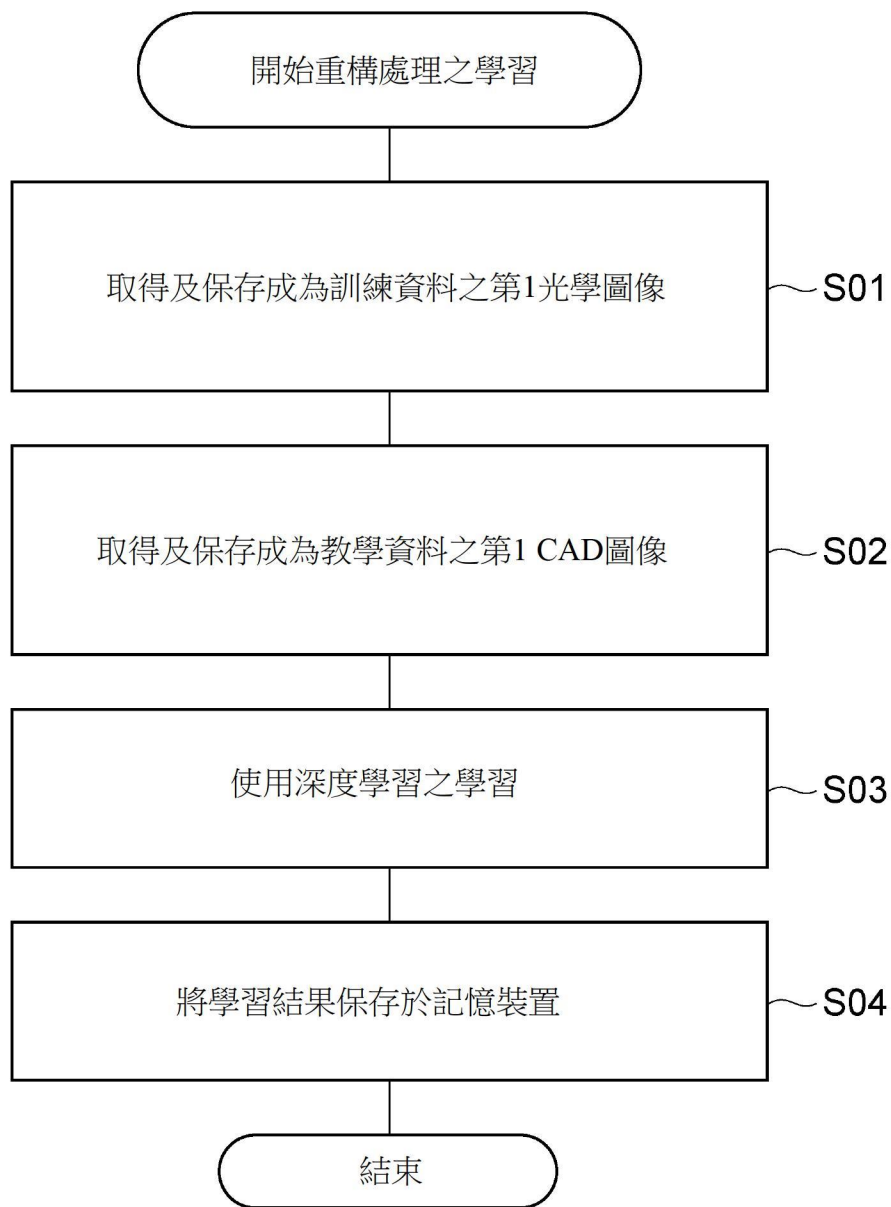 開始重構處理之學習
取得及保存成為訓練資料之第1光學圖像
S01
取得及保存成為教學資料之第1 CAD圖像
S02
使用深度學習之學習
S03
將學習結果保存於記憶裝置
S04
結束